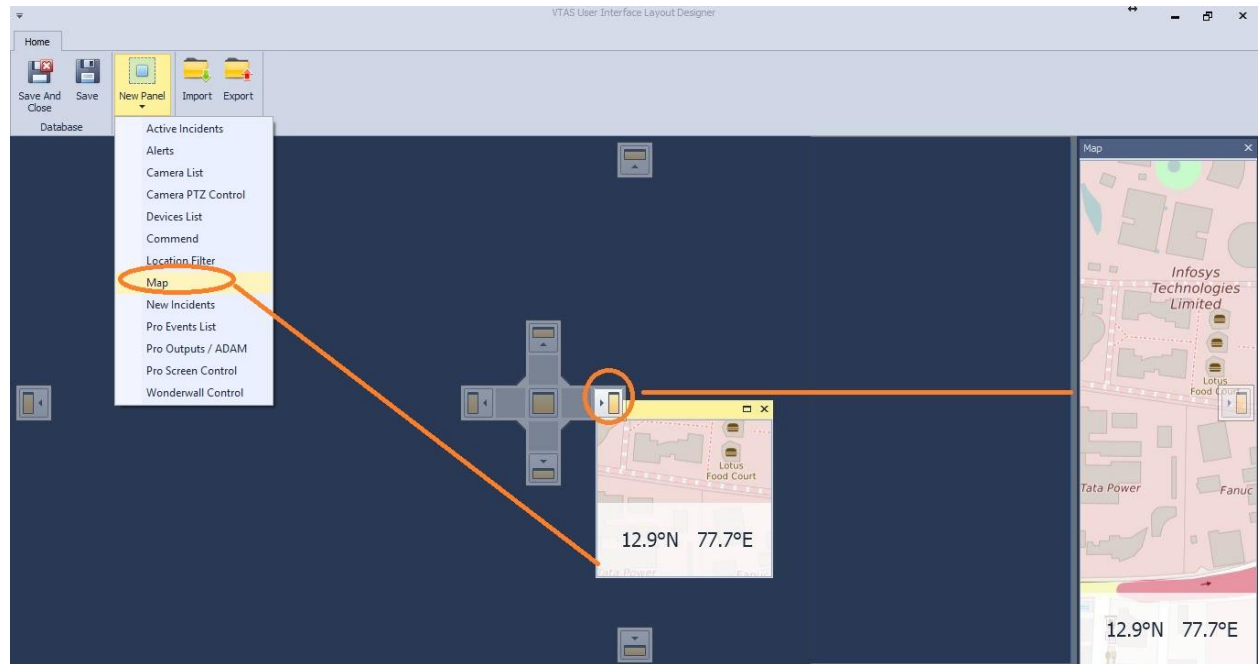 VTAS User Interface Layout Designer
Home
Save And
Close
Save
New Panel
Import
Export
Database
Active Incidents
Alerts
Camera List
Camera PTZ Control
Devices List
Commend
Location Filter
Map
New Incidents
Pro Events List
Pro Outputs / ADAM
Pro Screen Control
Wonderwall Control
Lotus
Food Court
12.9°N 77.7°E
Tata Power
Fanuc
Map
Infosys
Technologies
Limited
Lotus
Food Court
Tata Power
Fanuc
12.9°N 77.7°E